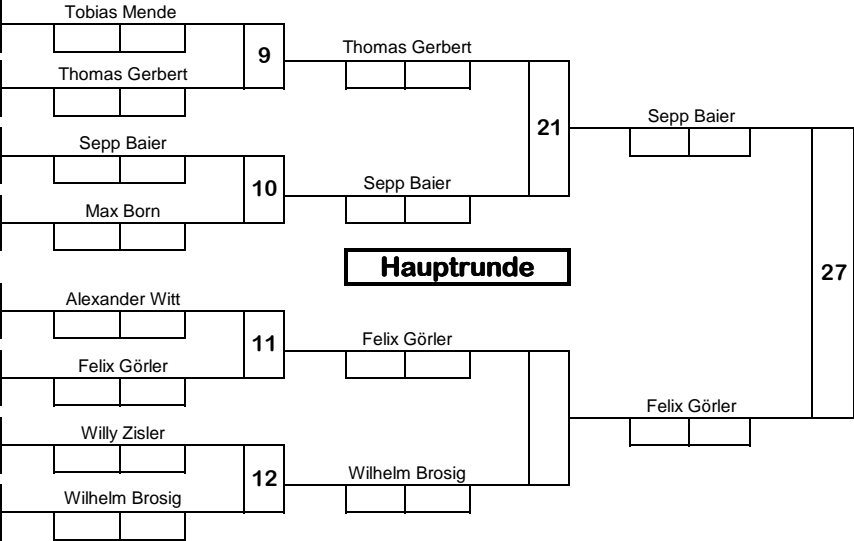 Tobias Mende
9
Thomas Gerbert
Thomas Gerbert
21
Sepp Baier
Sepp Baier
10
Sepp Baier
Max Born
Hauptrunde
27
Alexander Witt
11
Felix Görler
Felix Görler
Felix Görler
Willy Zisler
12
Wilhelm Brosig
Wilhelm Brosig